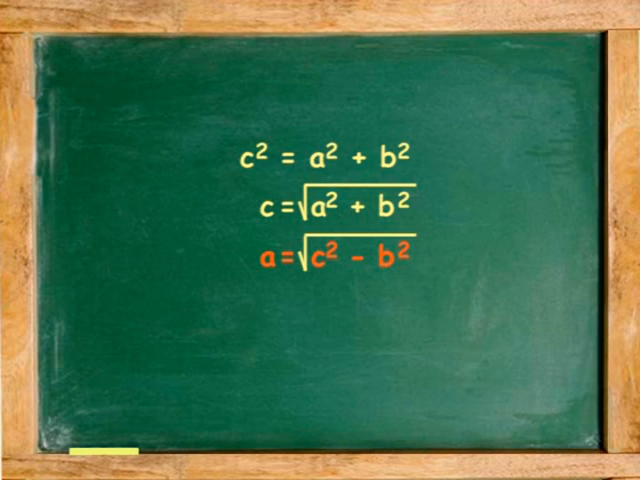 c² = a² + b²
c = √a² + b²
a = √c² - b²